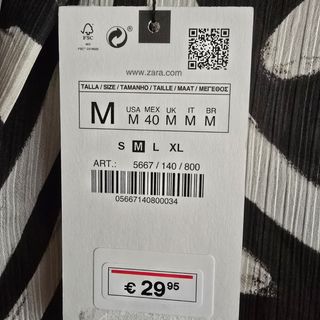 FSC
www.zara.com
TALLA / SIZE / TAMANHO / TAILLE / MAAT / ΜΕΓΕΘΟΣ
M
USA MEX UK IT BR
M 40 M M M
S M L XL
ART.: 5667 / 140 / 800
05667140800034
€ 29 95